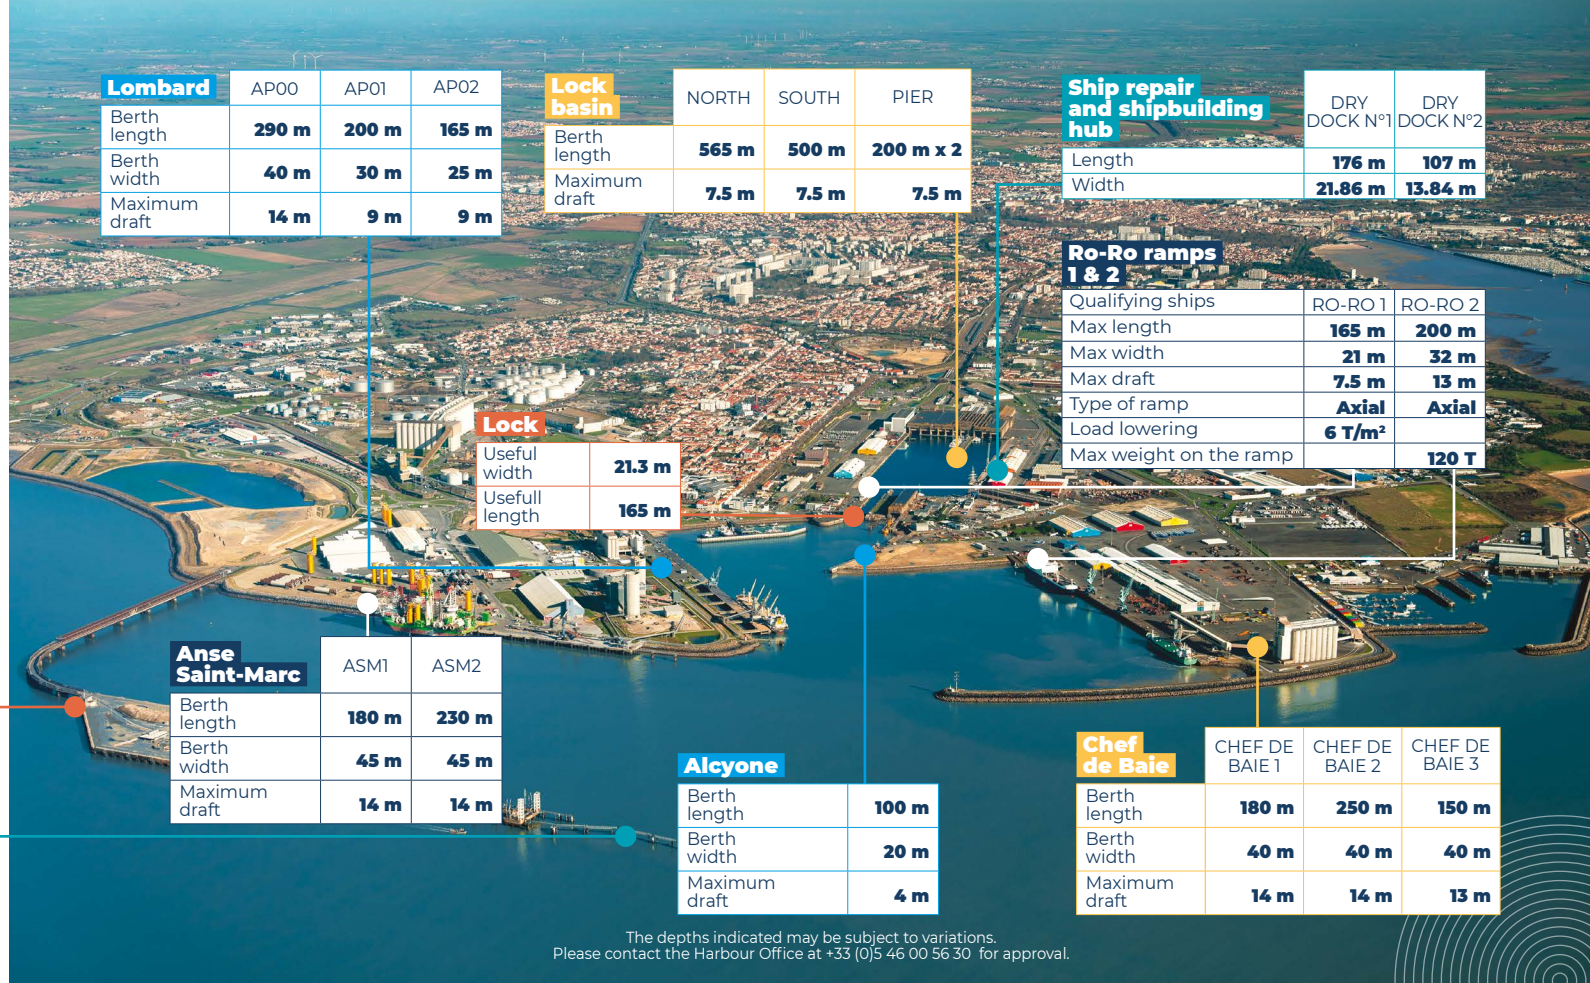 Lombard AP00 AP01 AP02
Berth
length 290 m 200 m 165 m
Berth
width 40 m 30 m 25 m
Maximum
draft 14 m 9 m 9 m
Lock
basin NORTH SOUTH PIER
Berth
length 565 m 500 m 200 m x 2
Maximum
draft 7.5 m 7.5 m 7.5 m
Ship repair
and shipbuilding
hub
DRY
DOCK N°1
DRY
DOCK N°2
Length 176 m 107 m
Width 21.86 m 13.84 m
Ro-Ro ramps
1 & 2
Qualifying ships RO-RO 1 RO-RO 2
Max length 165 m 200 m
Max width 21 m 32 m
Max draft 7.5 m 13 m
Type of ramp Axial Axial
Load lowering 6 T/m²
Max weight on the ramp 120 T
Lock
Useful
width 21.3 m
Usefull
length 165 m
Anse
Saint-Marc ASM1 ASM2
Berth
length 180 m 230 m
Berth
width 45 m 45 m
Maximum
draft 14 m 14 m
Alcyone
Berth
length 100 m
Berth
width 20 m
Maximum
draft 4 m
Chef
de Baie
CHEF DE
BAIE 1
CHEF DE
BAIE 2
CHEF DE
BAIE 3
Berth
length 180 m 250 m 150 m
Berth
width 40 m 40 m 40 m
Maximum
draft 14 m 14 m 13 m
The depths indicated may be subject to variations.
Please contact the Harbour Office at +33 (0)5 46 00 56 30 for approval.